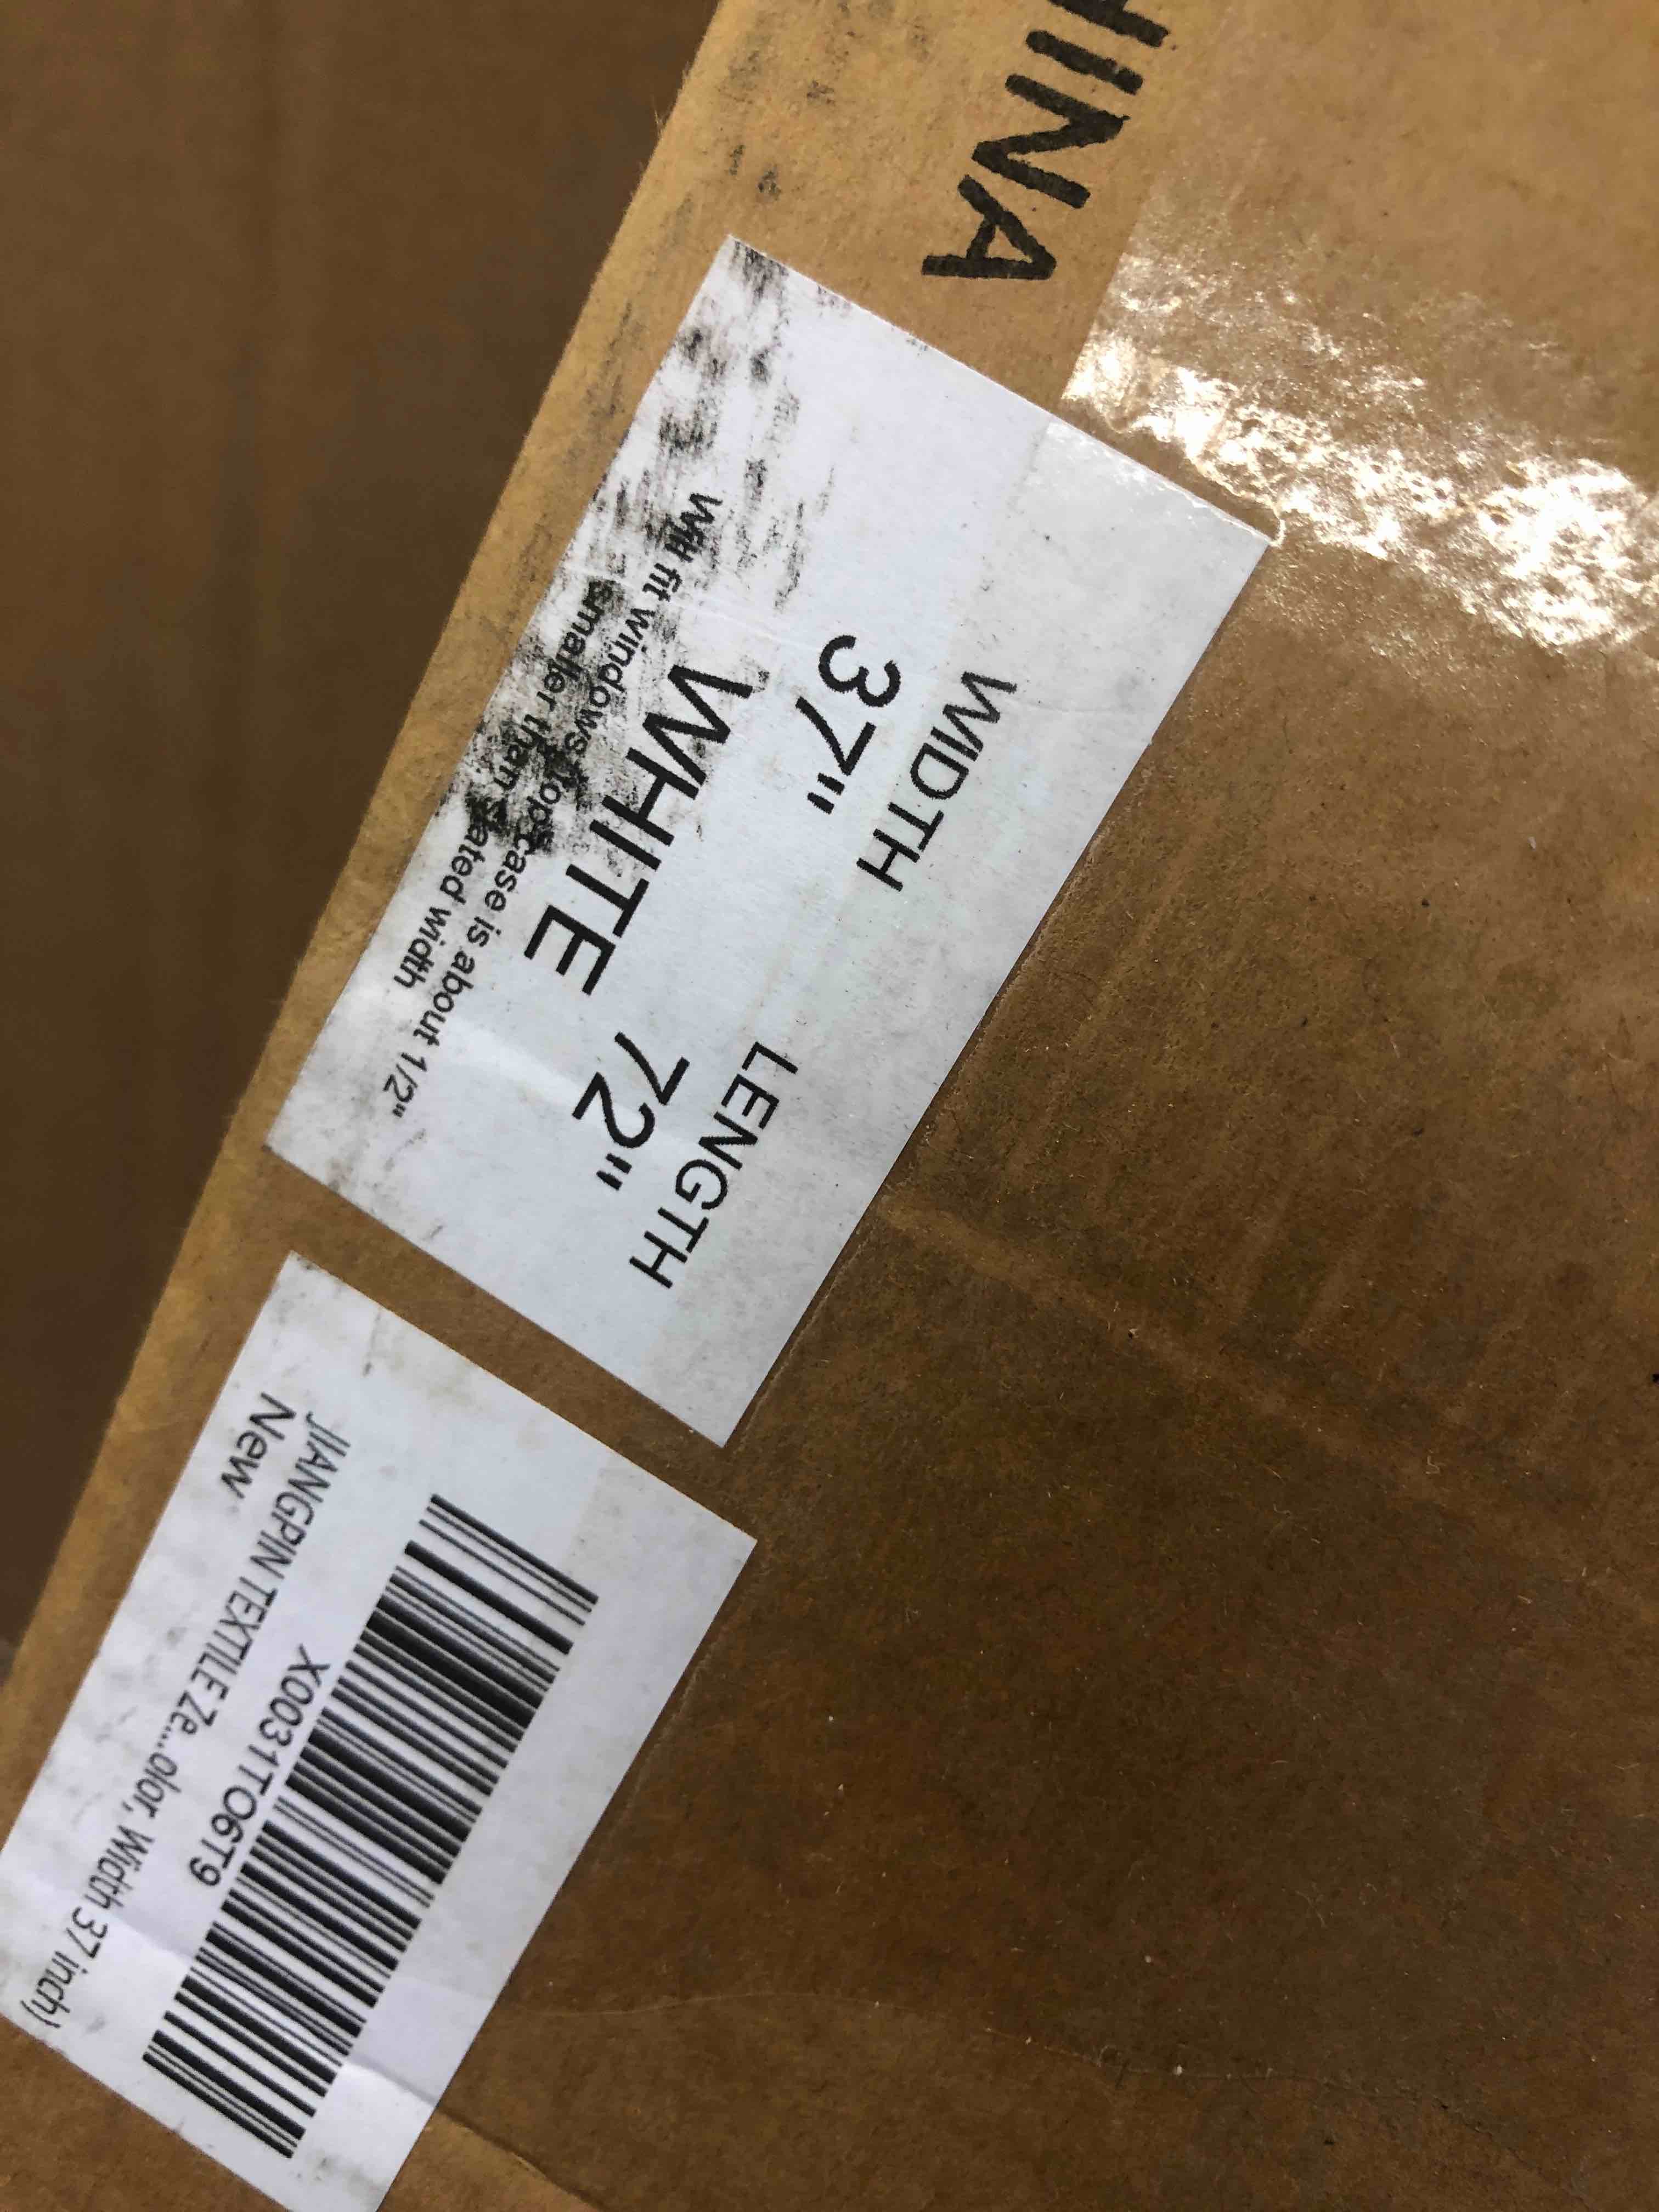 HINA
WIDTH LENGTH
37" 72"
WHITE
Will fit windows, top case is about 1/2"
smaller than stated width
X0031TO6T9
JIANGPIN TEXTILE Ze...olor, Width 37 inch)
New